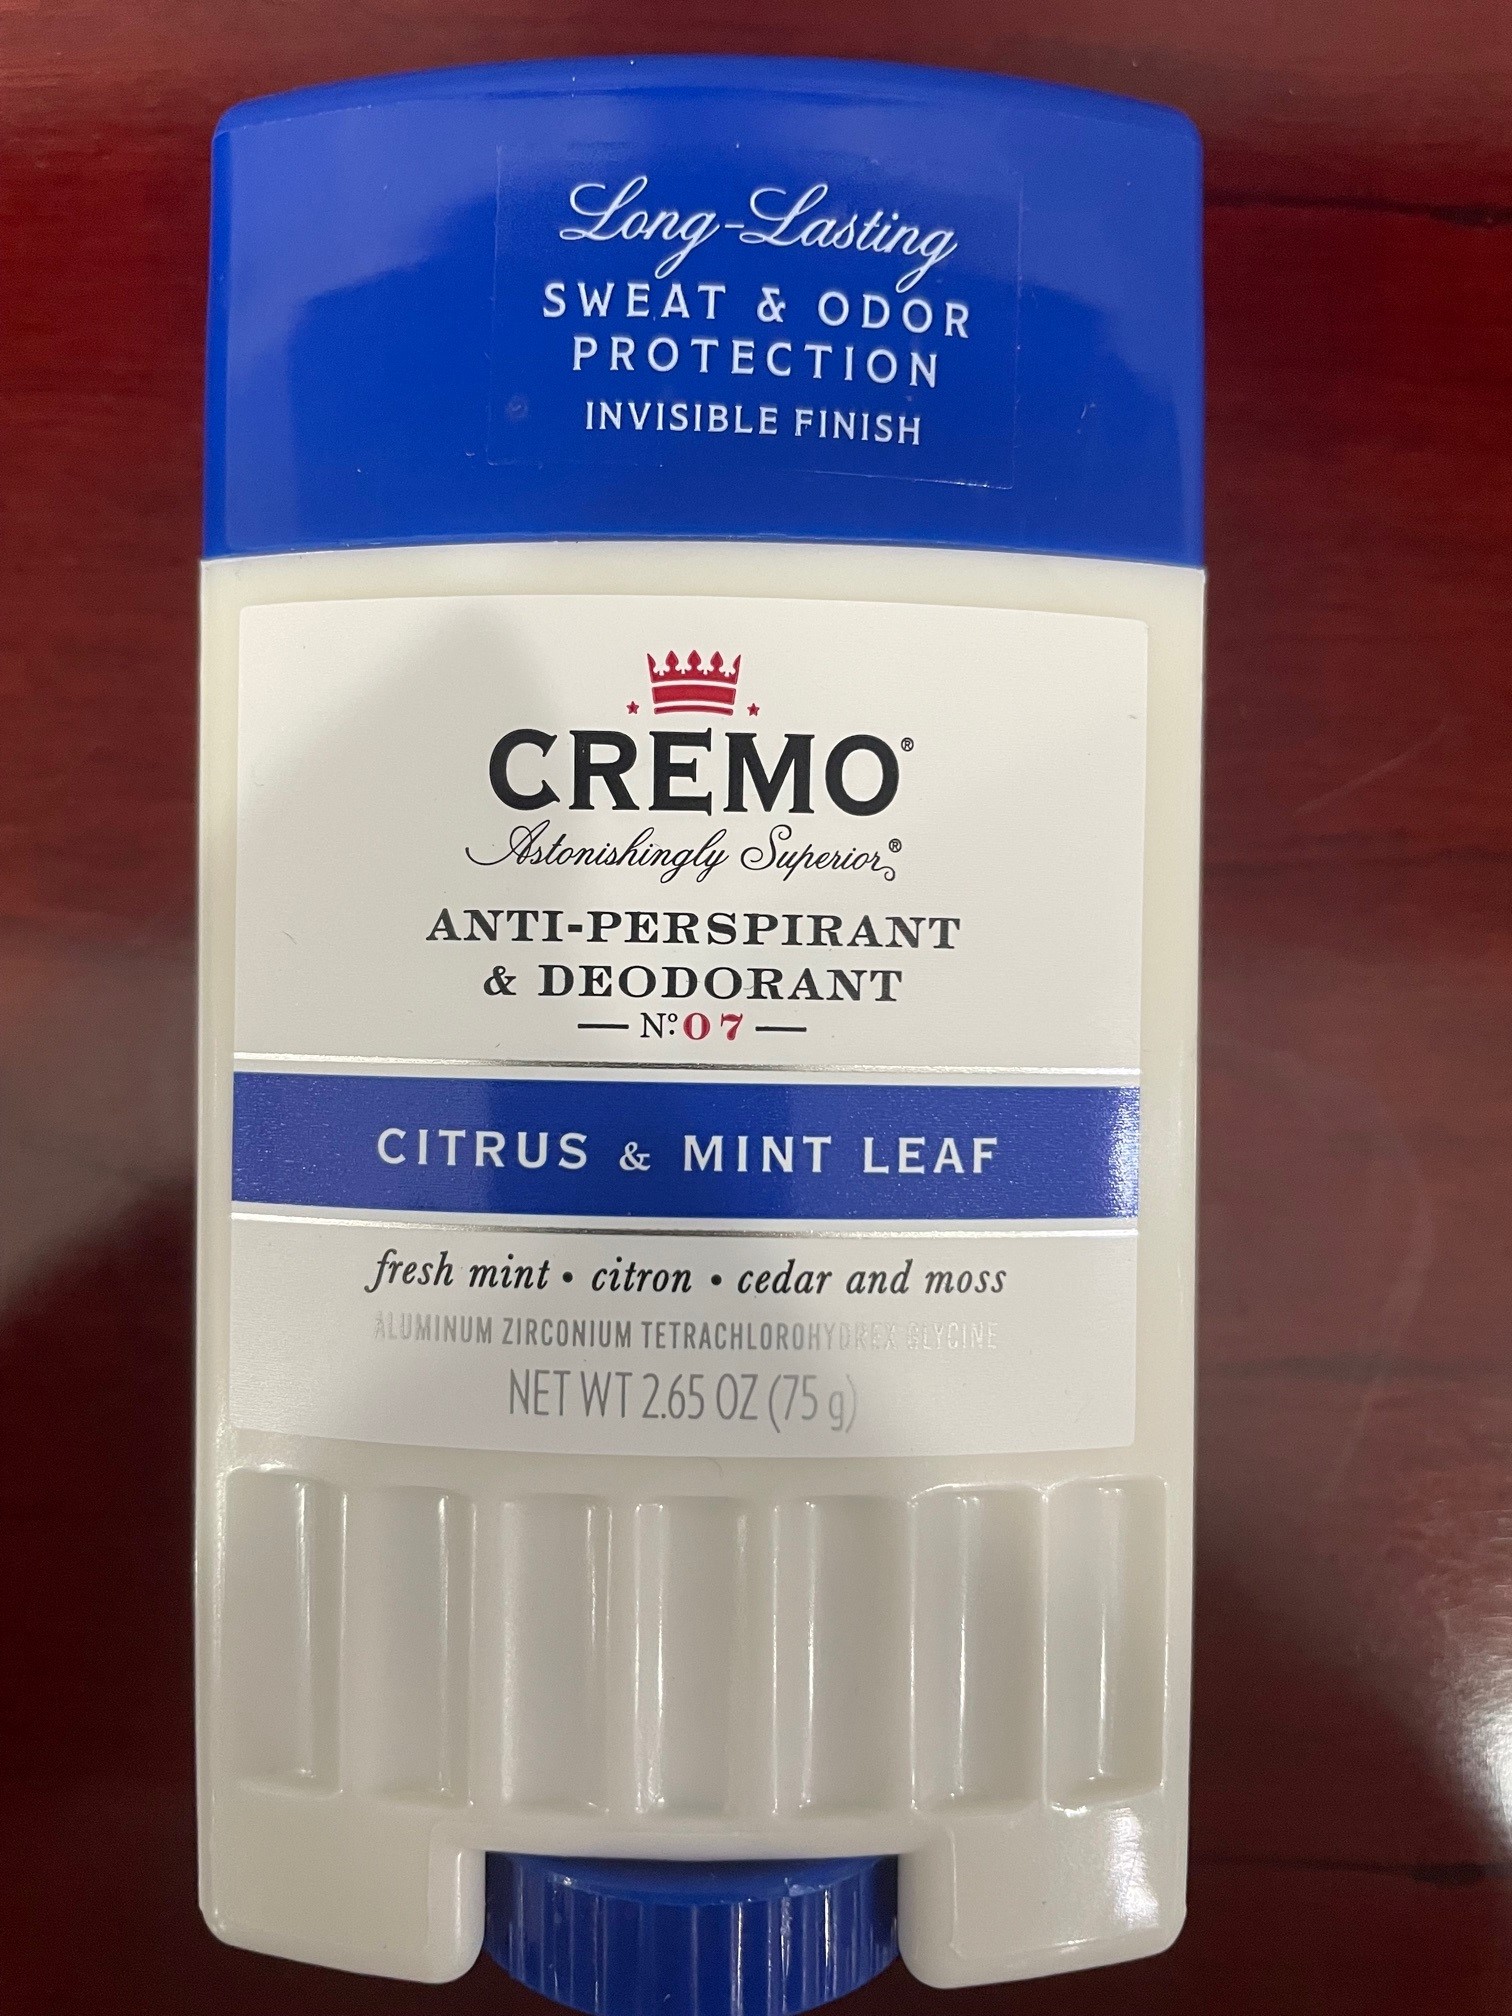 Long-Lasting
SWEAT & ODOR
PROTECTION
INVISIBLE FINISH
CREMO®
Astonishingly Superior®
ANTI-PERSPIRANT
& DEODORANT
— Nº 07 —
CITRUS & MINT LEAF
fresh mint • citron • cedar and moss
ALUMINUM ZIRCONIUM TETRACHLOROHYDREX GLYCINE
NET WT 2.65 OZ (75 g)